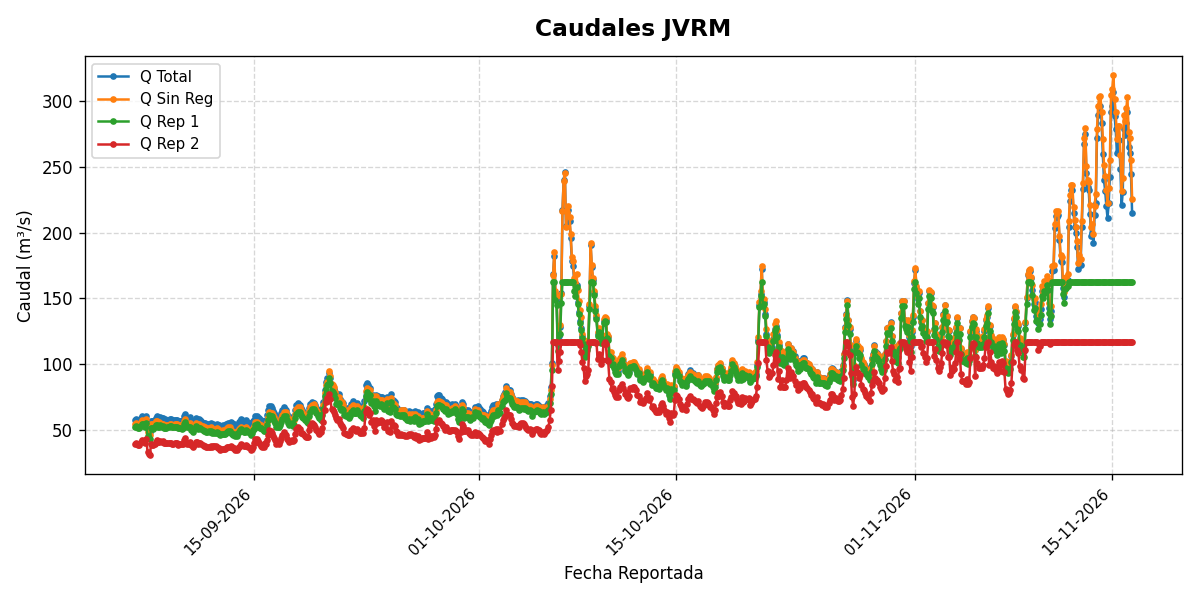 Caudales JVRM
Q Total
Q Sin Reg
Q Rep 1
Q Rep 2
Caudal (m³/s)
300
250
200
150
100
50
15-09-2026
01-10-2026
15-10-2026
01-11-2026
15-11-2026
Fecha Reportada